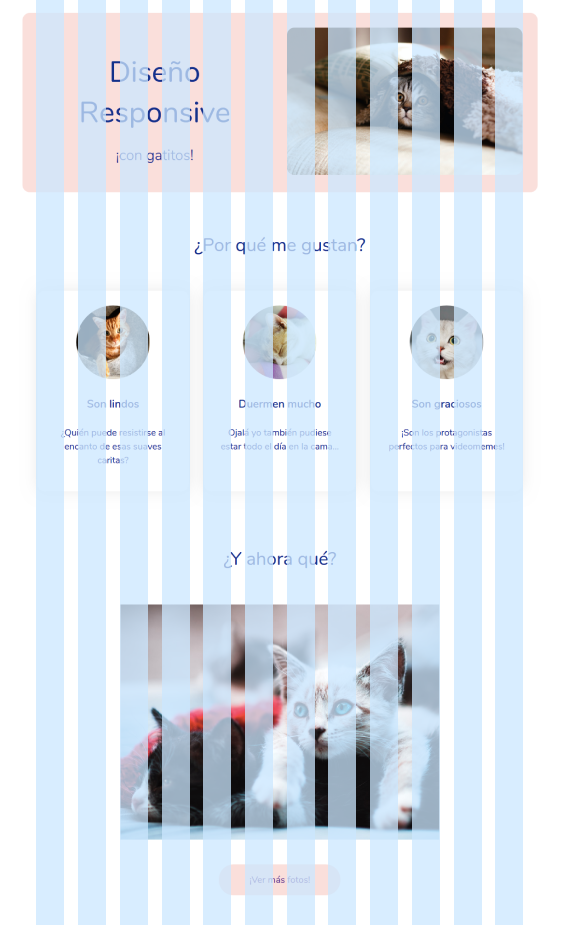 Diseño
Responsive
¡con gatitos!
¿Por qué me gustan?
Son lindos
¿Quién puede resistirse al
encanto de esas suaves
caritas?
Duermen mucho
Ojalá yo también pudiese
estar todo el día en la cama...
Son graciosos
¡Son los protagonistas
perfectos para videomemes!
¿Y ahora qué?
¡Ver más fotos!